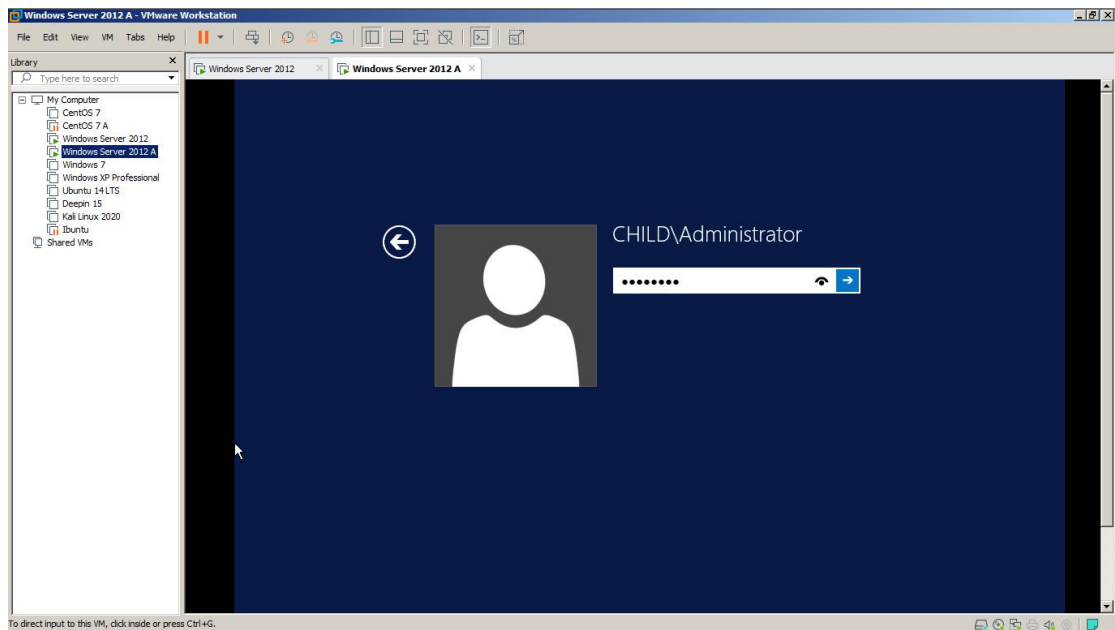 Windows Server 2012 A - VMware Workstation
File Edit View VM Tabs Help
Library
Type here to search
My Computer
CentOS 7
CentOS 7 A
Windows Server 2012
Windows Server 2012 A
Windows 7
Windows XP Professional
Ubuntu 14 LTS
Deepin 15
Kali Linux 2020
Ibuntu
Shared VMs
Windows Server 2012
Windows Server 2012 A
CHILD\Administrator
To direct input to this VM, click inside or press Ctrl+G.